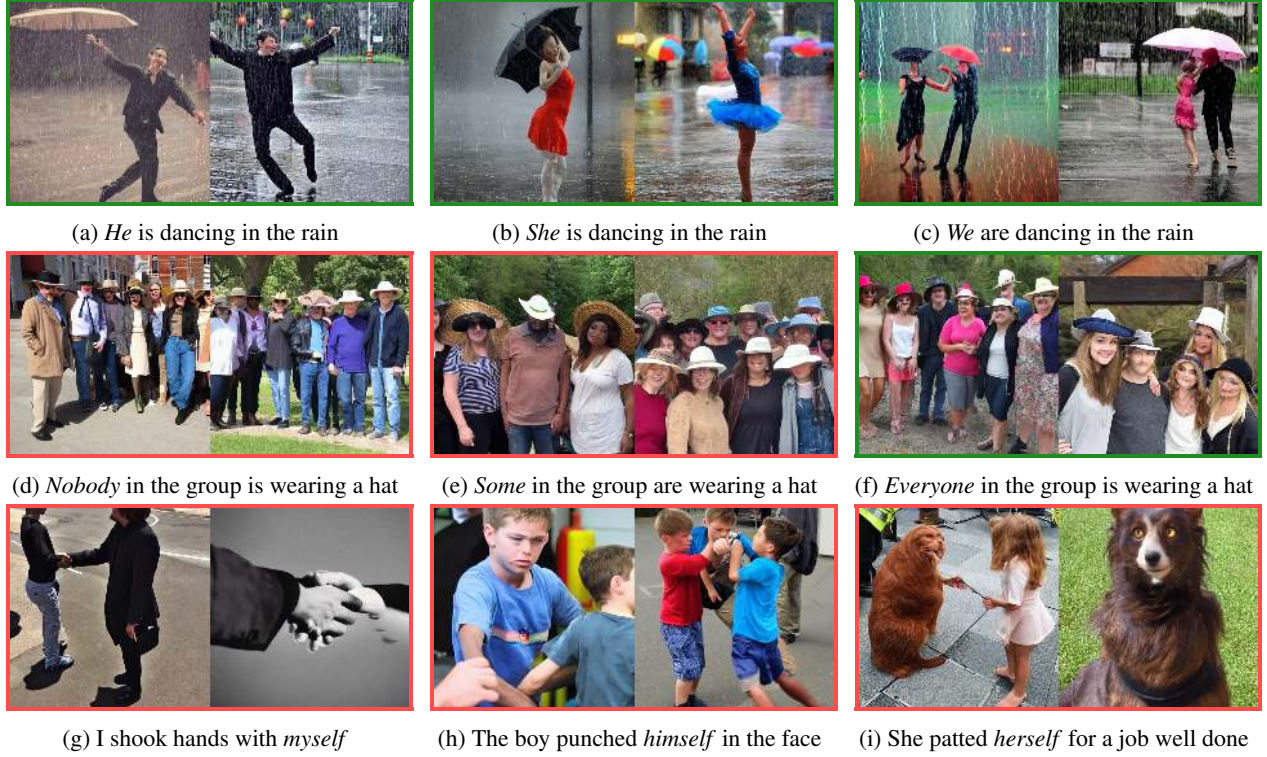 (a) He is dancing in the rain
(b) She is dancing in the rain
(c) We are dancing in the rain
(d) Nobody in the group is wearing a hat
(e) Some in the group are wearing a hat
(f) Everyone in the group is wearing a hat
(g) I shook hands with myself
(h) The boy punched himself in the face
(i) She patted herself for a job well done